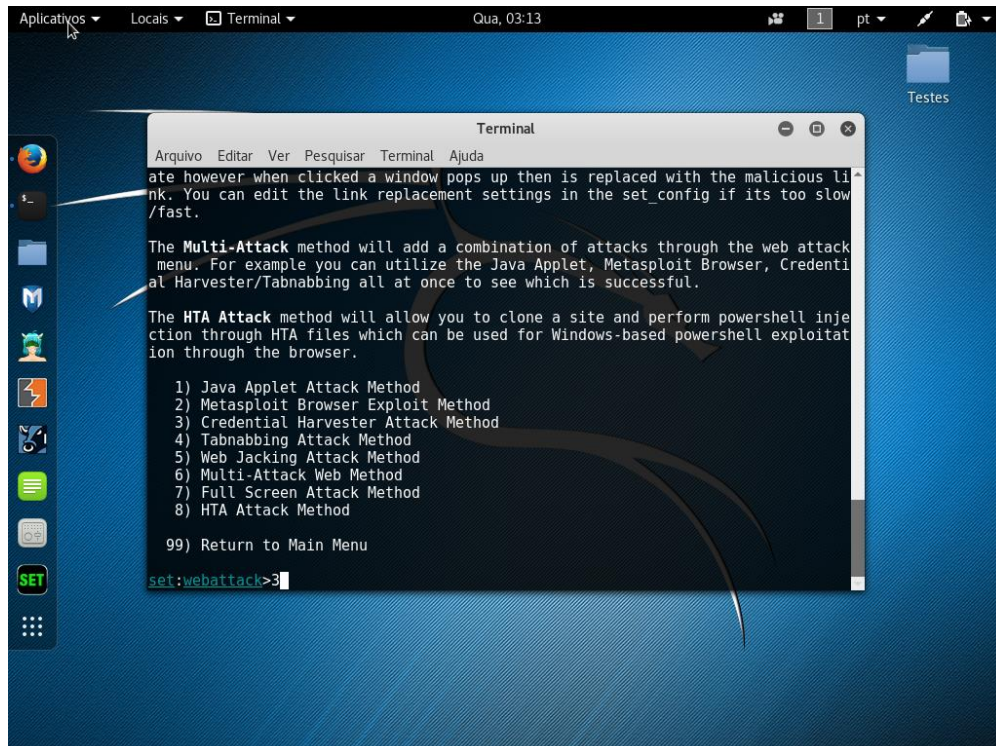 Aplicativos Locais Terminal Qua, 03:13 1 pt
Testes
Terminal
Arquivo Editar Ver Pesquisar Terminal Ajuda
ate however when clicked a window pops up then is replaced with the malicious li
nk. You can edit the link replacement settings in the set_config if its too slow
/fast.
The Multi-Attack method will add a combination of attacks through the web attack
menu. For example you can utilize the Java Applet, Metasploit Browser, Credenti
al Harvester/Tabnabbing all at once to see which is successful.
The HTA Attack method will allow you to clone a site and perform powershell inje
ction through HTA files which can be used for Windows-based powershell exploitat
ion through the browser.
1) Java Applet Attack Method
2) Metasploit Browser Exploit Method
3) Credential Harvester Attack Method
4) Tabnabbing Attack Method
5) Web Jacking Attack Method
6) Multi-Attack Web Method
7) Full Screen Attack Method
8) HTA Attack Method
99) Return to Main Menu
set:webattack>3
SET